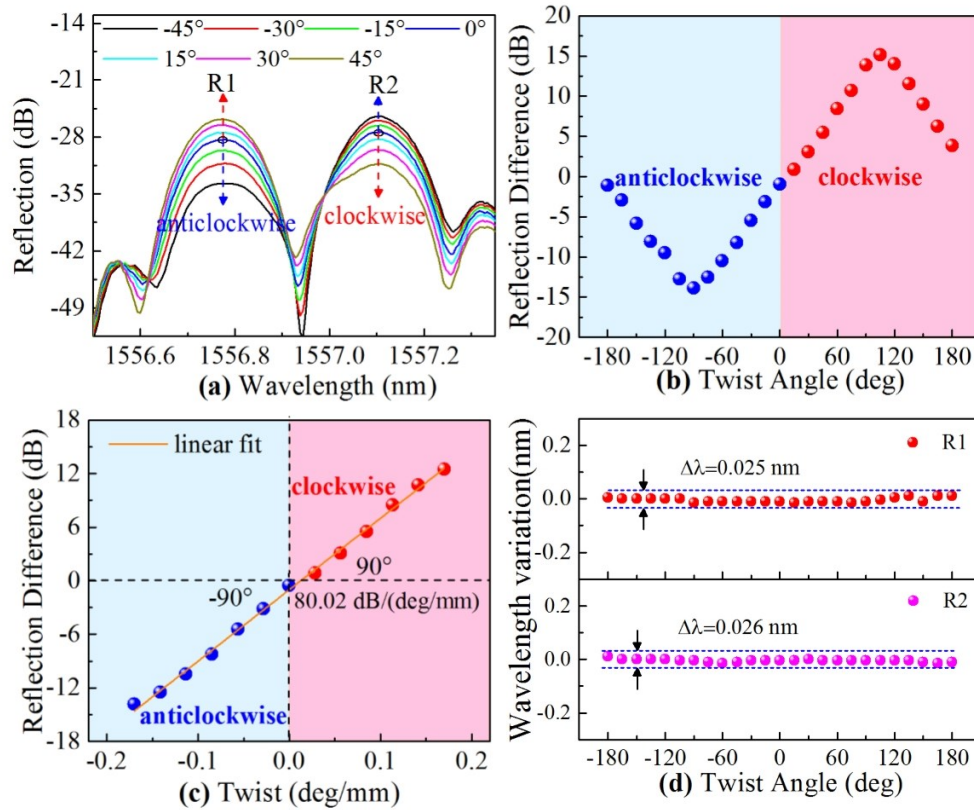 -45° -30° -15° 0°
15° 30° 45°
R1 R2
anticlockwise clockwise
-14
-21
-28
-35
-42
-49
Reflection (dB)
1556.6 1556.8 1557.0 1557.2
(a) Wavelength (nm)
20
15
10
5
0
-5
-10
-15
-20
Reflection Difference (dB)
anticlockwise clockwise
-180 -120 -60 0 60 120 180
(b) Twist Angle (deg)
18
12
6
0
-6
-12
-18
Reflection Difference (dB)
linear fit
clockwise
90°
-90°
80.02 dB/(deg/mm)
anticlockwise
-0.2 -0.1 0.0 0.1 0.2
(c) Twist (deg/mm)
Wavelength variation(nm)
0.2
0.0
-0.2
R1
Δλ=0.025 nm
0.2
0.0
-0.2
R2
Δλ=0.026 nm
-180 -120 -60 0 60 120 180
(d) Twist Angle (deg)